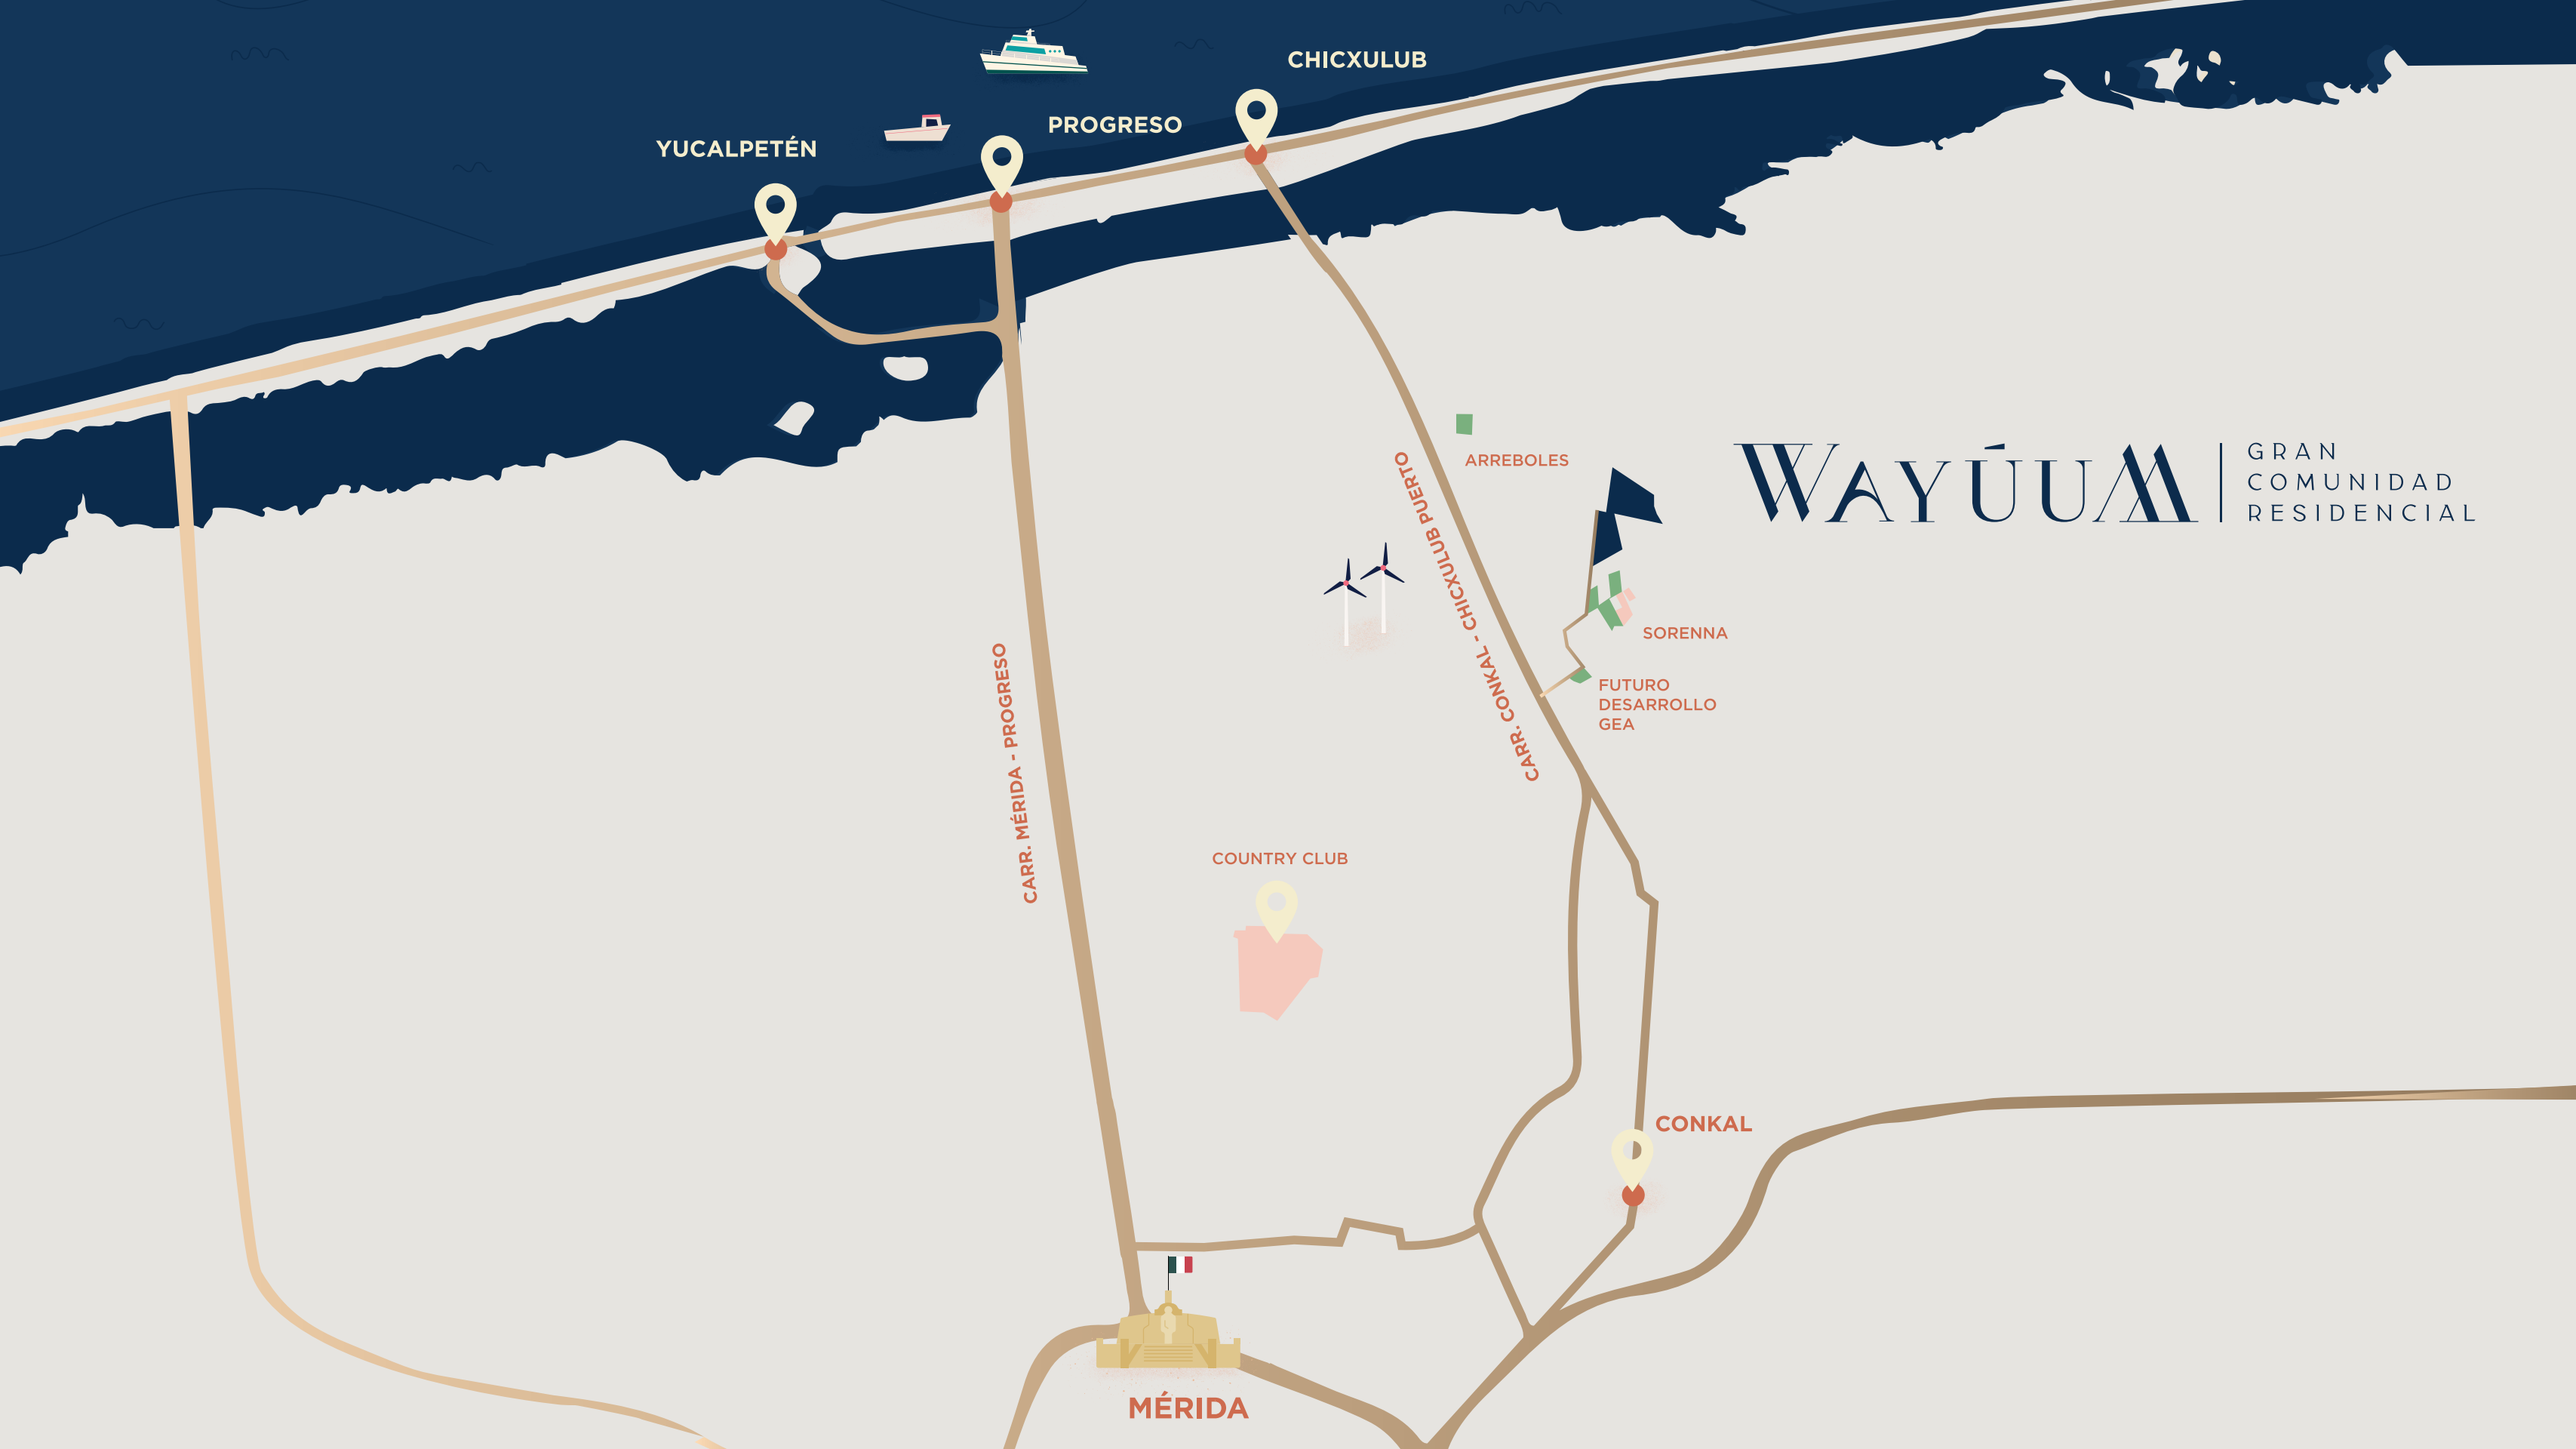 CHICXULUB
PROGRESO
YUCALPETÉN
ARREBOLES
WAYÚUM
GRAN
COMUNIDAD
RESIDENCIAL
CARR. CONKAL - CHICXULUB PUERTO
SORENNA
CARR. MÉRIDA - PROGRESO
FUTURO
DESARROLLO
GEA
COUNTRY CLUB
CONKAL
MÉRIDA